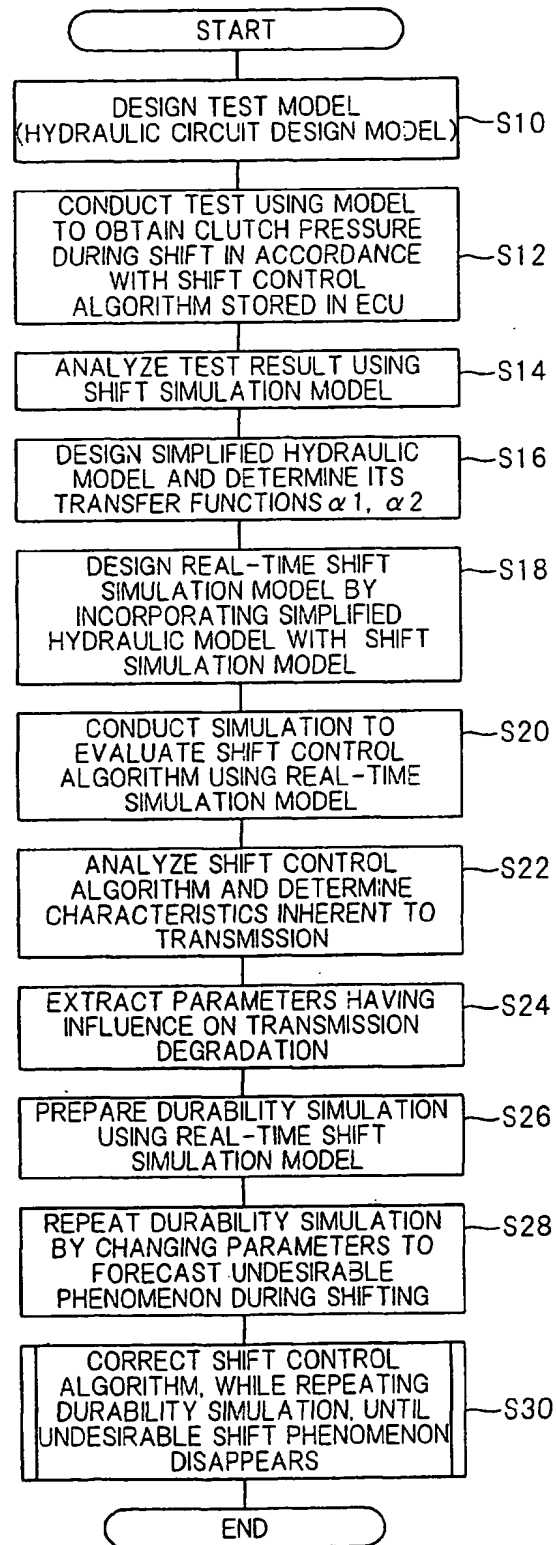 START
DESIGN TEST MODEL
(HYDRAULIC CIRCUIT DESIGN MODEL)
S10
CONDUCT TEST USING MODEL
TO OBTAIN CLUTCH PRESSURE
DURING SHIFT IN ACCORDANCE
WITH SHIFT CONTROL
ALGORITHM STORED IN ECU
S12
ANALYZE TEST RESULT USING
SHIFT SIMULATION MODEL
S14
DESIGN SIMPLIFIED HYDRAULIC
MODEL AND DETERMINE ITS
TRANSFER FUNCTIONS α1, α2
S16
DESIGN REAL-TIME SHIFT
SIMULATION MODEL BY
INCORPORATING SIMPLIFIED
HYDRAULIC MODEL WITH SHIFT
SIMULATION MODEL
S18
CONDUCT SIMULATION TO
EVALUATE SHIFT CONTROL
ALGORITHM USING REAL-TIME
SIMULATION MODEL
S20
ANALYZE SHIFT CONTROL
ALGORITHM AND DETERMINE
CHARACTERISTICS INHERENT TO
TRANSMISSION
S22
EXTRACT PARAMETERS HAVING
INFLUENCE ON TRANSMISSION
DEGRADATION
S24
PREPARE DURABILITY SIMULATION
USING REAL-TIME SHIFT
SIMULATION MODEL
S26
REPEAT DURABILITY SIMULATION
BY CHANGING PARAMETERS TO
FORECAST UNDESIRABLE
PHENOMENON DURING SHIFTING
S28
CORRECT SHIFT CONTROL
ALGORITHM, WHILE REPEATING
DURABILITY SIMULATION, UNTIL
UNDESIRABLE SHIFT PHENOMENON
DISAPPEARS
S30
END